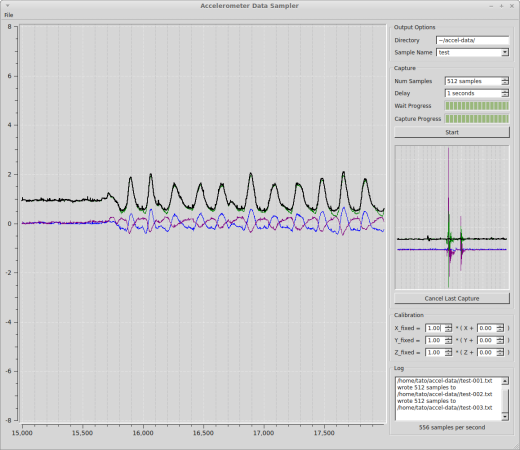 Accelerometer Data Sampler
File
8
6
4
2
0
-2
-4
-6
-8
15,000 15,500 16,000 16,500 17,000 17,500
Output Options
Directory ~/accel-data/
Sample Name test
Capture
Num Samples 512 samples
Delay 1 seconds
Wait Progress
Capture Progress
Start
Cancel Last Capture
Calibration
X_fixed = 1.00 * ( X + 0.00 )
Y_fixed = 1.00 * ( Y + 0.00 )
Z_fixed = 1.00 * ( Z + 0.00 )
Log
/home/tato/accel-data//test-001.txt
wrote 512 samples to
/home/tato/accel-data//test-002.txt
wrote 512 samples to
/home/tato/accel-data//test-003.txt
556 samples per second